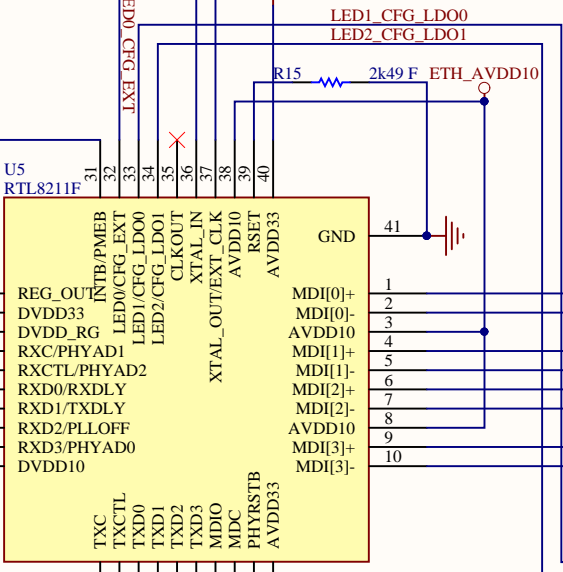 LED1_CFG_LDO0
LED2_CFG_LDO1
ED0_CFG_EXT
R15
2k49 F
ETH_AVDD10
U5
RTL8211F
31
32
33
34
35
36
37
38
39
40
INTB/PMEB
LED0/CFG_EXT
LED1/CFG_LDO0
LED2/CFG_LDO1
CLKOUT
XTAL_IN
XTAL_OUT/EXT_CLK
AVDD10
RSET
AVDD33
GND
41
REG_OUT
DVDD33
DVDD_RG
RXC/PHYAD1
RXCTL/PHYAD2
RXD0/RXDLY
RXD1/TXDLY
RXD2/PLLOFF
RXD3/PHYAD0
DVDD10
MDI[0]+ 1
MDI[0]- 2
AVDD10 3
MDI[1]+ 4
MDI[1]- 5
MDI[2]+ 6
MDI[2]- 7
AVDD10 8
MDI[3]+ 9
MDI[3]- 10
TXC
TXCTL
TXD0
TXD1
TXD2
TXD3
MDIO
MDC
PHYRSTB
AVDD33